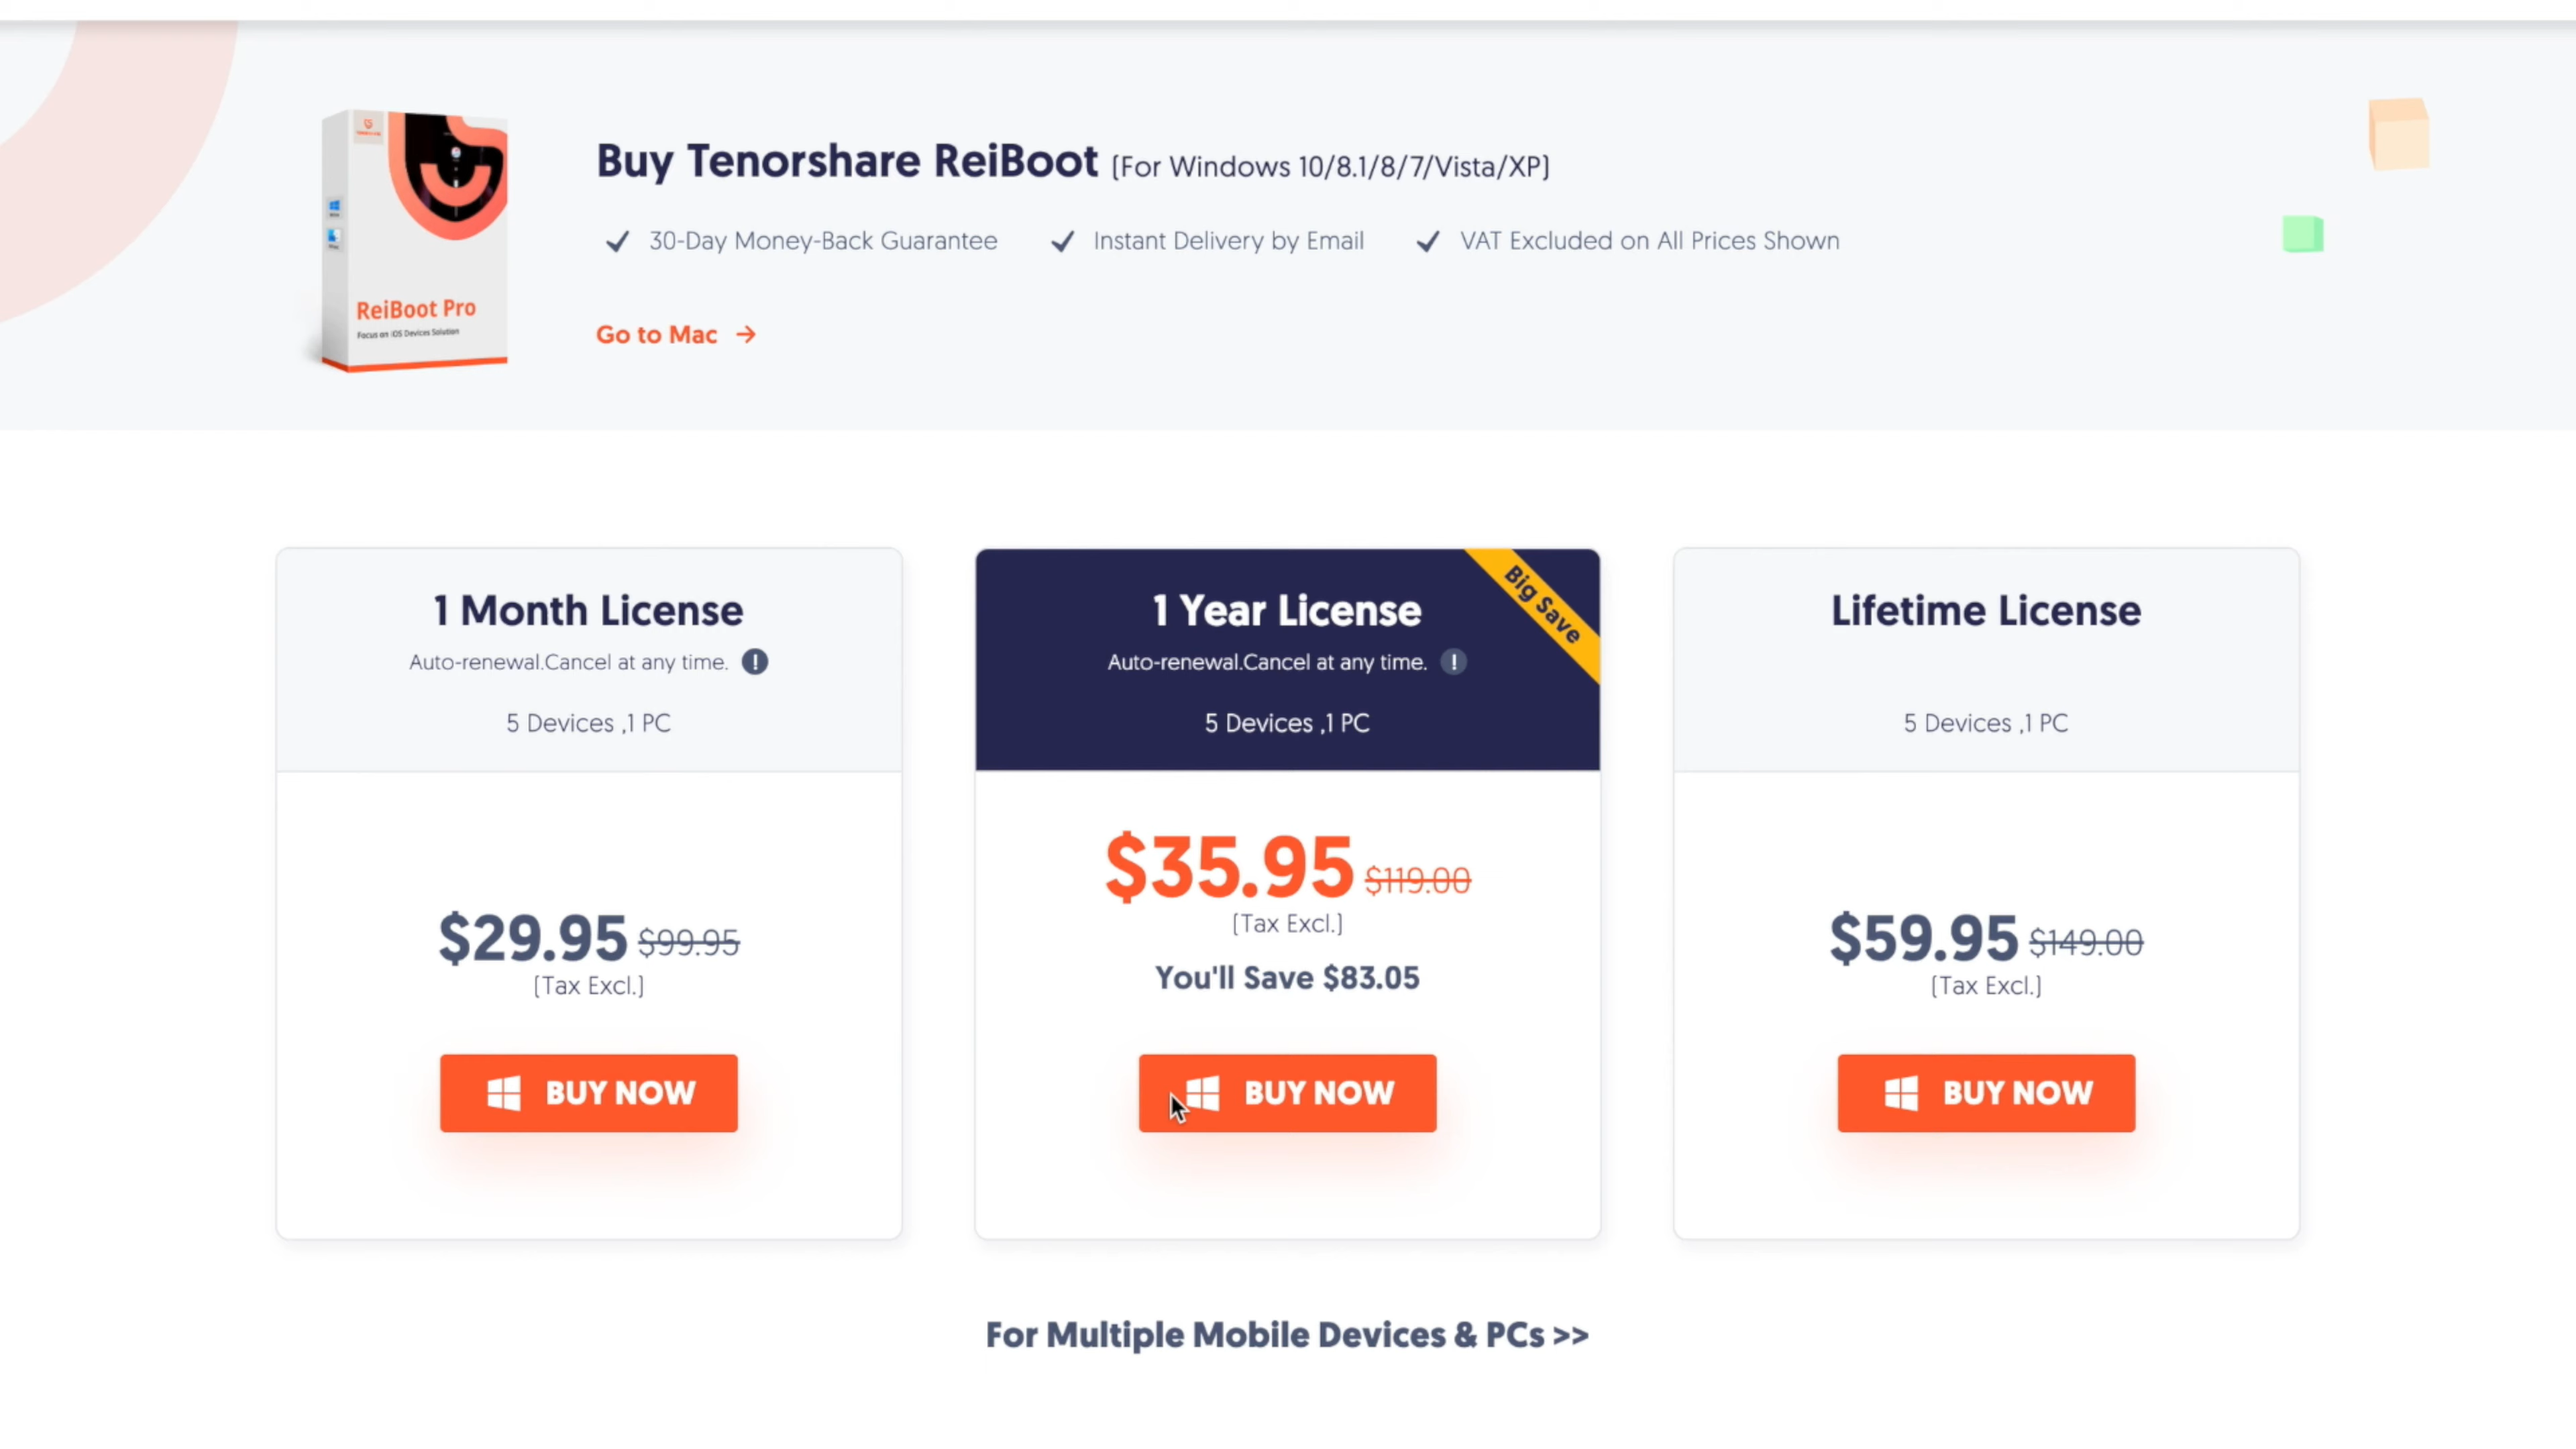 Buy Tenorshare ReiBoot (For Windows 10/8.1/8/7/Vista/XP)
30-Day Money-Back Guarantee
Instant Delivery by Email
VAT Excluded on All Prices Shown
Go to Mac
ReiBoot Pro
Focus on iOS Devices Solution
1 Month License
Auto-renewal.Cancel at any time. !
5 Devices ,1 PC
$29.95 $99.95
(Tax Excl.)
BUY NOW
Big Save
1 Year License
Auto-renewal.Cancel at any time. !
5 Devices ,1 PC
$35.95 $119.00
(Tax Excl.)
You'll Save $83.05
BUY NOW
Lifetime License
5 Devices ,1 PC
$59.95 $149.00
(Tax Excl.)
BUY NOW
For Multiple Mobile Devices & PCs >>